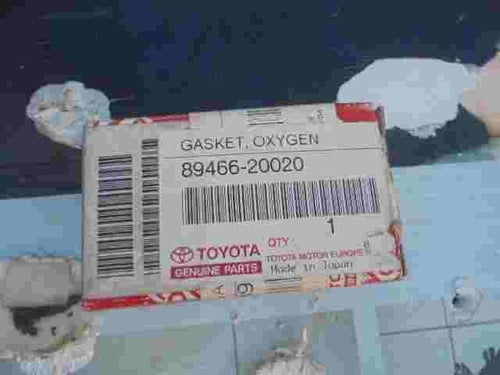 GASKET, OXYGEN
89466-20020
TOYOTA
GENUINE PARTS
QTY
1
TOYOTA MOTOR EUROPE
Made in Japan